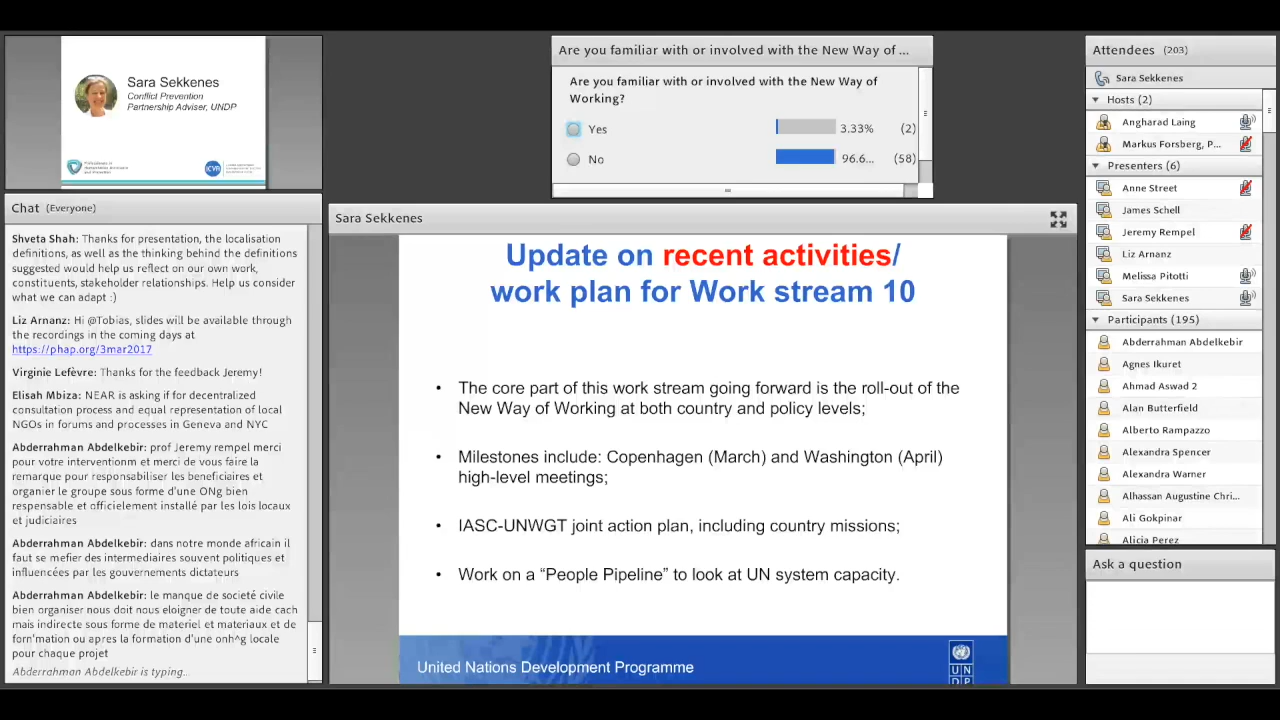 Sara Sekkenes
Conflict Prevention
Partnership Adviser, UNDP
ICVA
Chat (Everyone)
Shveta Shah: Thanks for presentation, the localisation
definitions, as well as the thinking behind the definitions
suggested would help us reflect on our own work,
constituents, stakeholder relationships. Help us consider
what we can adapt :)
Liz Arnanz: Hi @Tobias, slides will be available through
the recordings in the coming days at
https://phap.org/3mar2017
Virginie Lefèvre: Thanks for the feedback Jeremy!
Elisah Mbiza: NEAR is asking if for decentralized
consultation process and equal representation of local
NGOs in forums and processes in Geneva and NYC
Abderrahman Abdelkebir: prof Jeremy rempel merci
pour votre interventionm et merci de vous faire la
remarque pour responsabiliser les beneficiaires et
organier le groupe sous forme d'une ONg bien
responsable et officielement installé par les lois locaux
et judiciaires
Abderrahman Abdelkebir: dans notre monde africain il
faut se mefier des intermediaires souvent politiques et
influencées par les gouvernements dictateurs
Abderrahman Abdelkebir: le manque de societé civile
bien organiser nous doit nous eloigner de toute aide cach
mais indirecte sous forme de materiel et materiaux et de
forn'mation ou apres la formation d'une onh^g locale
pour chaque projet
Abderrahman Abdelkebir is typing...
Are you familiar with or involved with the New Way of ...
Are you familiar with or involved with the New Way of
Working?
Yes 3.33% (2)
No 96.6... (58)
Sara Sekkenes
Update on recent activities/
work plan for Work stream 10
• The core part of this work stream going forward is the roll-out of the
New Way of Working at both country and policy levels;
• Milestones include: Copenhagen (March) and Washington (April)
high-level meetings;
• IASC-UNWGT joint action plan, including country missions;
• Work on a “People Pipeline” to look at UN system capacity.
United Nations Development Programme
UN
DP
Attendees (203)
Sara Sekkenes
Hosts (2)
Angharad Laing
Markus Forsberg, P...
Presenters (6)
Anne Street
James Schell
Jeremy Rempel
Liz Arnanz
Melissa Pitotti
Sara Sekkenes
Participants (195)
Abderrahman Abdelkebir
Agnes Ikuret
Ahmad Aswad 2
Alan Butterfield
Alberto Rampazzo
Alexandra Spencer
Alexandra Warner
Alhassan Augustine Chri...
Ali Gokpinar
Alicia Perez
Ask a question